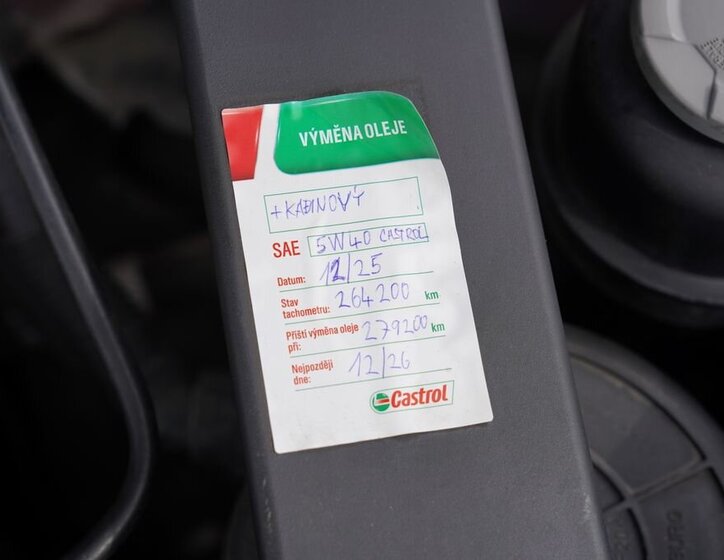 VÝMĚNA OLEJE
+KABINOVÝ
SAE 5W40 CASTROL
Datum: 12/25
Stav
tachometru: 264200 km
Příští výměna oleje
při: 279200 km
Nejpozději
dne: 12/26
Castrol